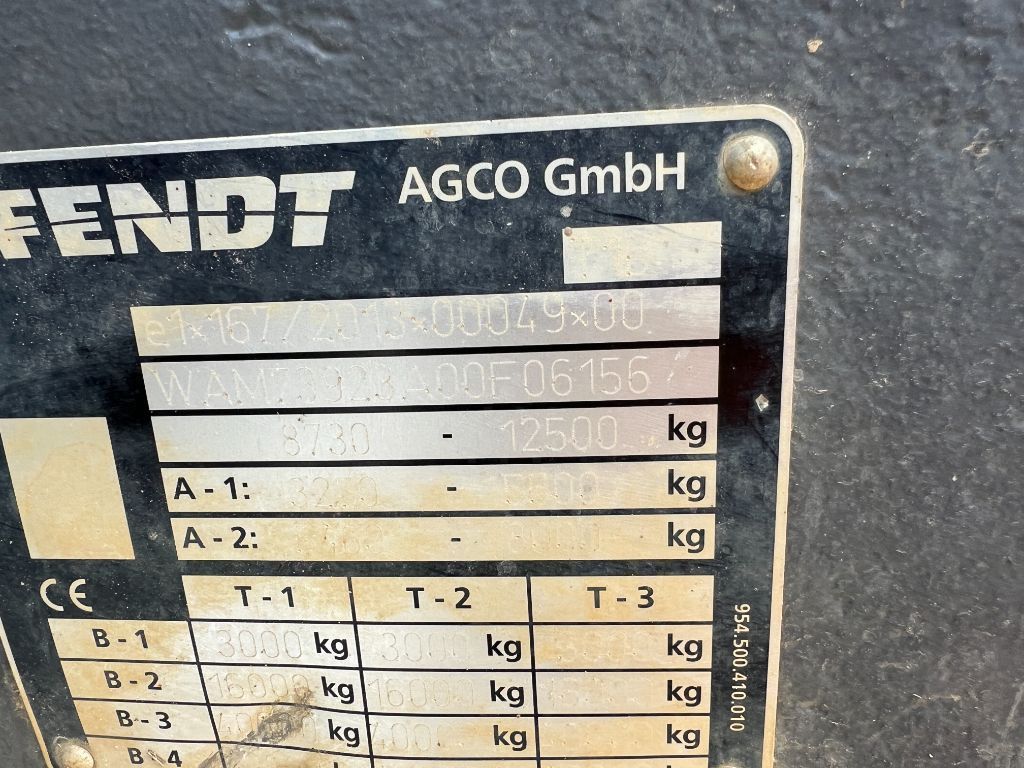 FENDT AGCO GmbH
e1*167/2013*00049*00
8730 - 12500 kg
A - 1: - kg
A - 2: - kg
CE T - 1 T - 2 T - 3
B - 1 3000 kg 3000 kg kg
B - 2 16000 kg 16000 kg kg
B - 3 kg kg kg
B - 4
954.500.410.010